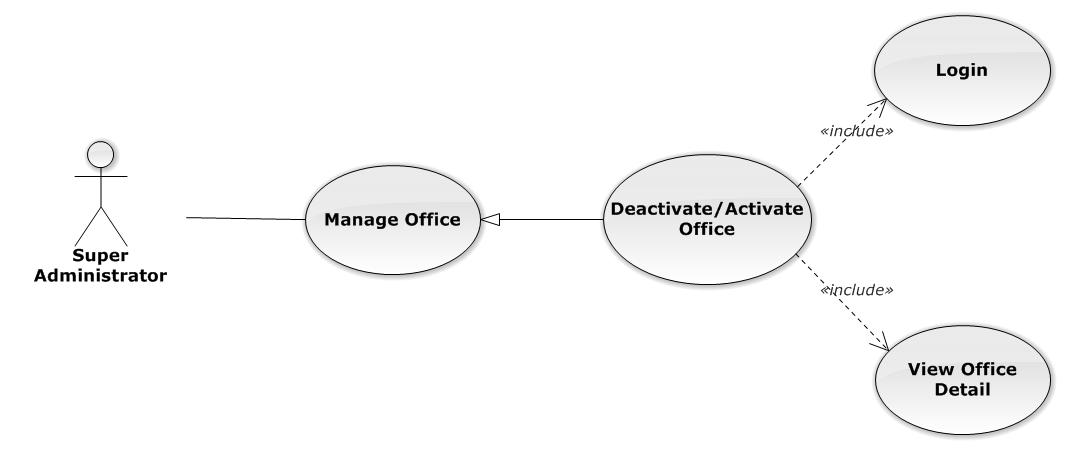 Login
«include»
Super
Administrator
Manage Office
Deactivate/Activate
Office
«include»
View Office
Detail